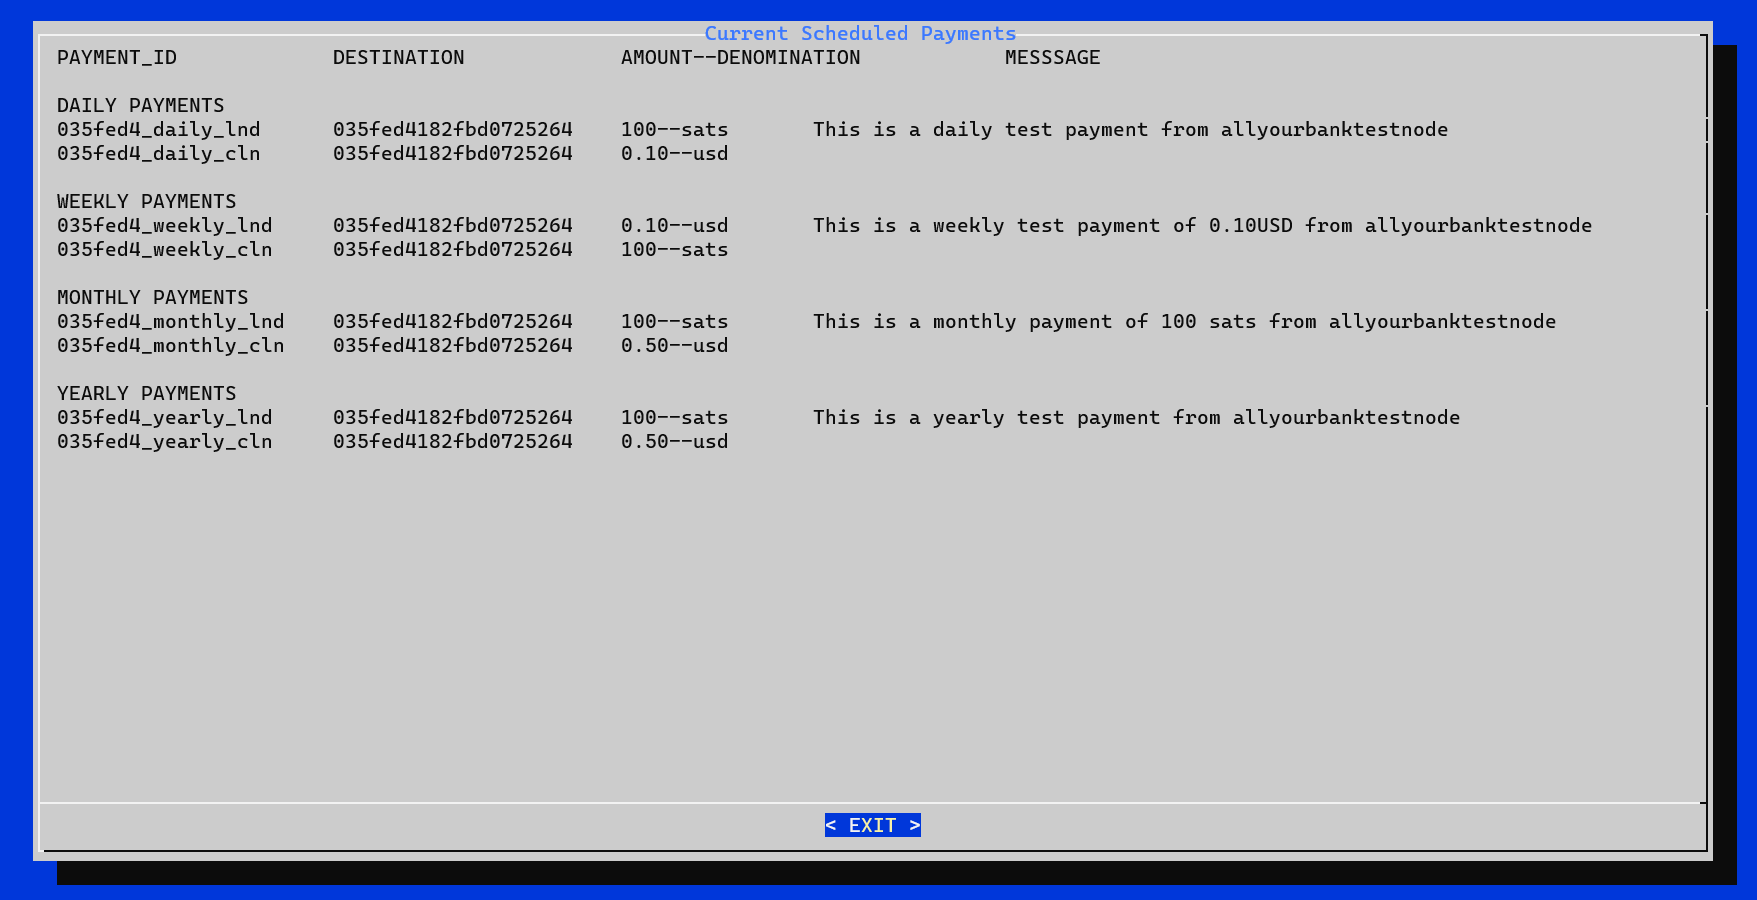 Current Scheduled Payments
PAYMENT_ID DESTINATION AMOUNT--DENOMINATION MESSSAGE
DAILY PAYMENTS
035fed4_daily_lnd 035fed4182fbd0725264 100--sats This is a daily test payment from allyourbanktestnode
035fed4_daily_cln 035fed4182fbd0725264 0.10--usd
WEEKLY PAYMENTS
035fed4_weekly_lnd 035fed4182fbd0725264 0.10--usd This is a weekly test payment of 0.10USD from allyourbanktestnode
035fed4_weekly_cln 035fed4182fbd0725264 100--sats
MONTHLY PAYMENTS
035fed4_monthly_lnd 035fed4182fbd0725264 100--sats This is a monthly payment of 100 sats from allyourbanktestnode
035fed4_monthly_cln 035fed4182fbd0725264 0.50--usd
YEARLY PAYMENTS
035fed4_yearly_lnd 035fed4182fbd0725264 100--sats This is a yearly test payment from allyourbanktestnode
035fed4_yearly_cln 035fed4182fbd0725264 0.50--usd
< EXIT >